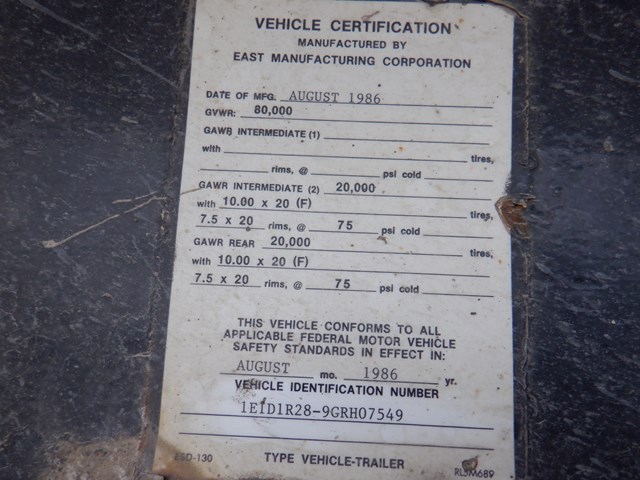 VEHICLE CERTIFICATION
MANUFACTURED BY
EAST MANUFACTURING CORPORATION
DATE OF MFG. AUGUST 1986
GVWR: 80,000
GAWR INTERMEDIATE (1)
with tires,
rims, @ psi cold
GAWR INTERMEDIATE (2) 20,000
with 10.00 x 20 (F) tires,
7.5 x 20 rims, @ 75 psi cold
GAWR REAR 20,000 tires,
with 10.00 x 20 (F)
7.5 x 20 rims, @ 75 psi cold
THIS VEHICLE CONFORMS TO ALL
APPLICABLE FEDERAL MOTOR VEHICLE
SAFETY STANDARDS IN EFFECT IN:
AUGUST mo. 1986 yr.
VEHICLE IDENTIFICATION NUMBER
1E1D1R28-9GRH07549
ESD-130 TYPE VEHICLE-TRAILER RLSM689